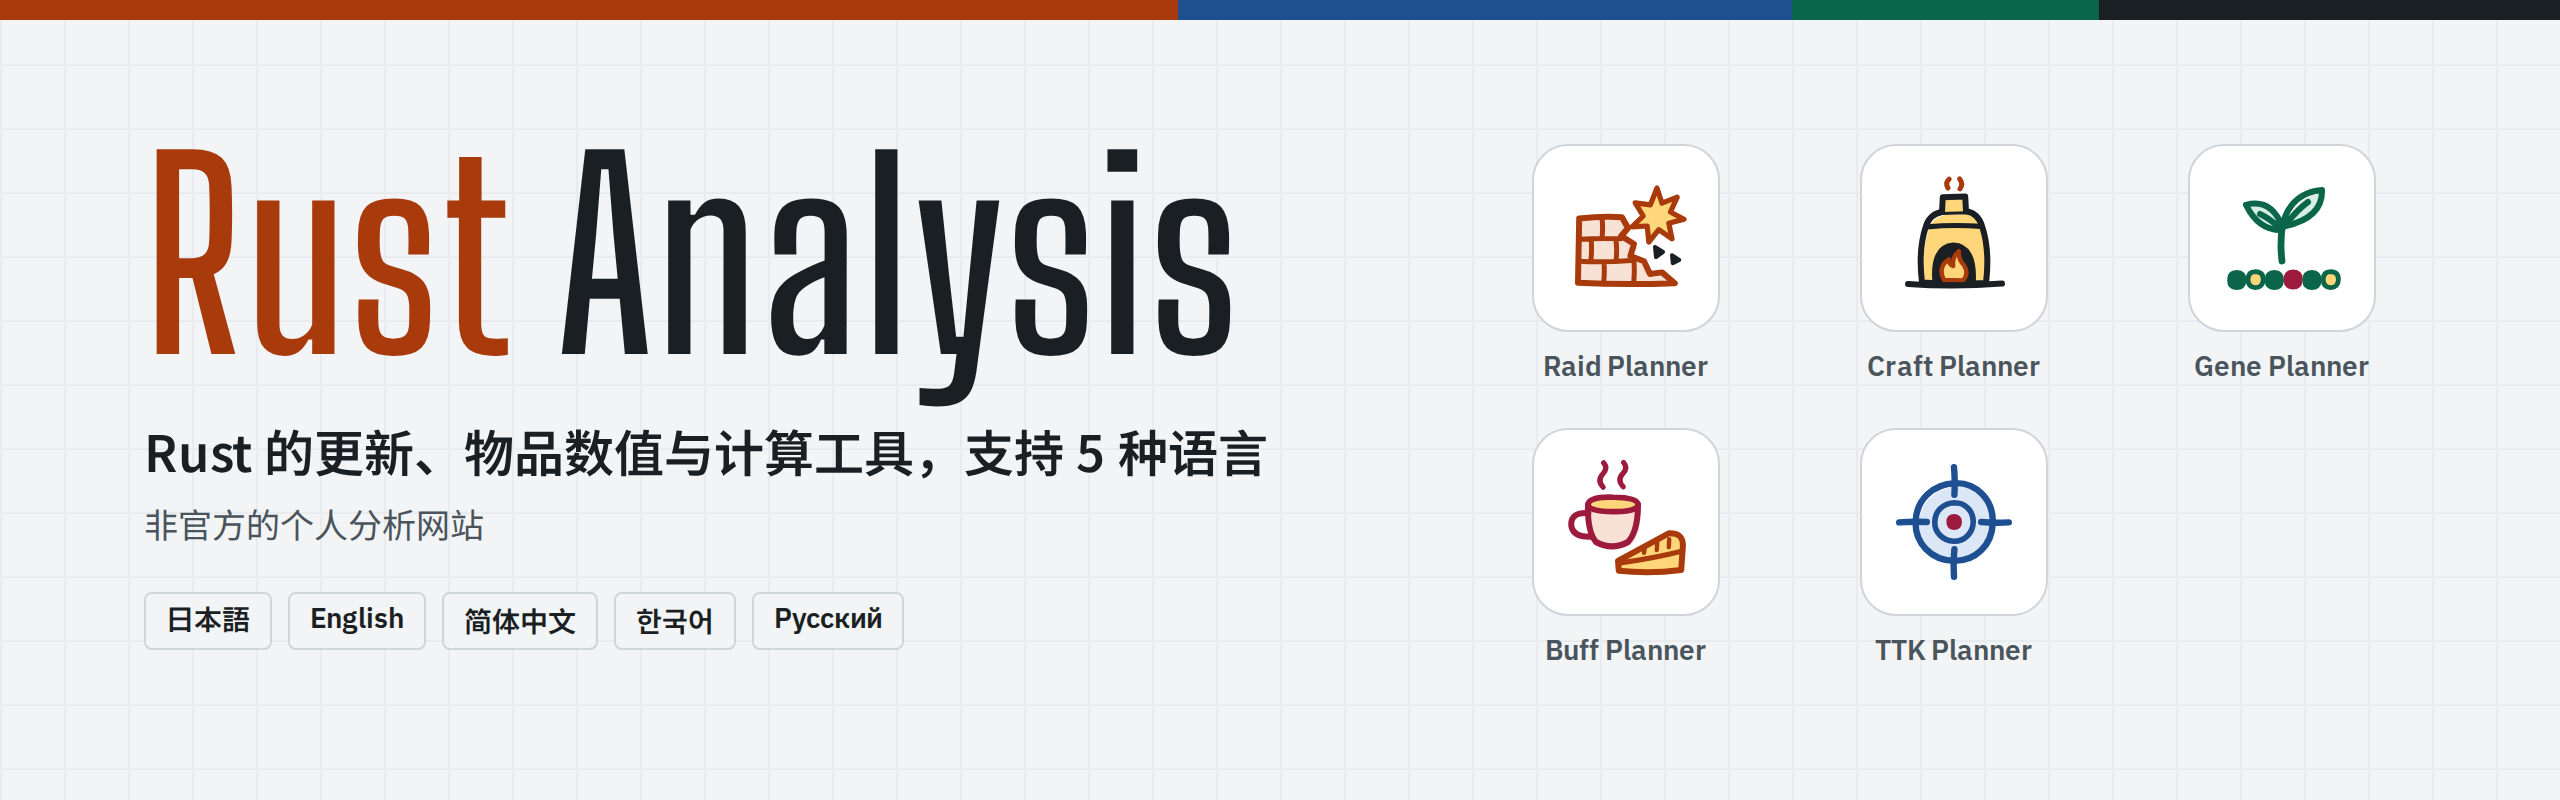 Rust Analysis
Rust 的更新、物品数值与计算工具，支持 5 种语言
非官方的个人分析网站
日本語 English 简体中文 한국어 Русский
Raid Planner Craft Planner Gene Planner
Buff Planner TTK Planner